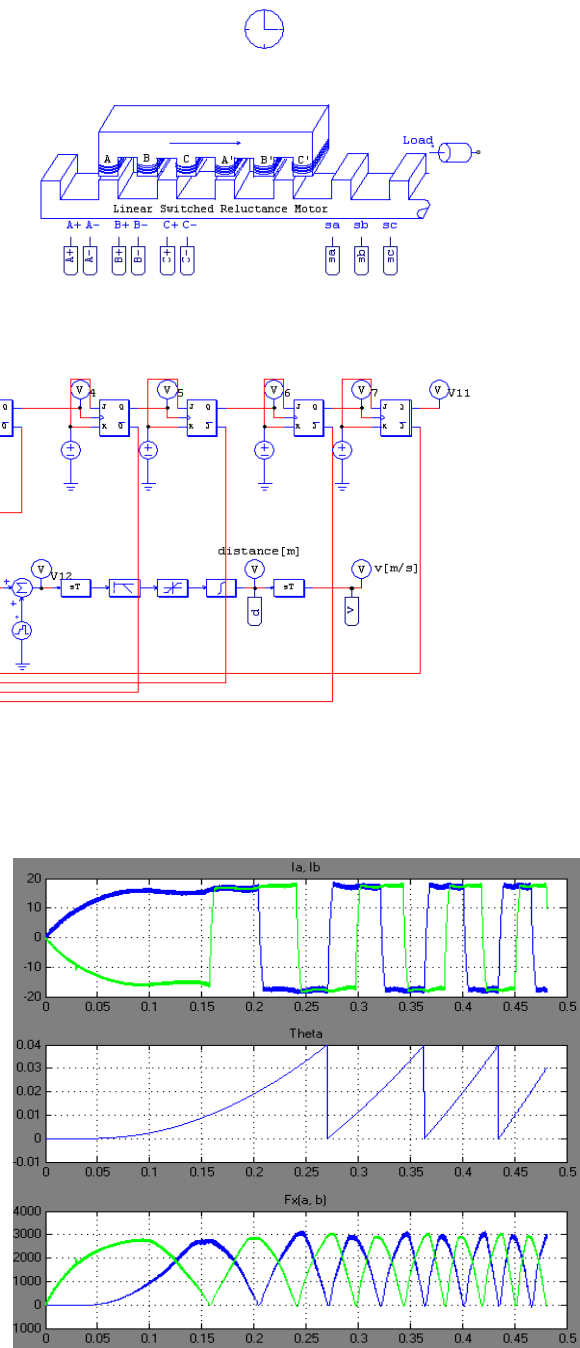 Load
A B C A' B' C'
Linear Switched Reluctance Motor
A+ A- B+ B- C+ C- sa sb sc
A+ A- B+ B- sa sb sc
V 4 V 5 V 6 V 7 V V11
J Q J Q J Q J
K K K K
distance[m]
V V12 V V v[m/s]
sT sT
d v
Ia, Ib
20
10
0
-10
-20
0 0.05 0.1 0.15 0.2 0.25 0.3 0.35 0.4 0.45 0.5
Theta
0.04
0.03
0.02
0.01
0
-0.01
0 0.05 0.1 0.15 0.2 0.25 0.3 0.35 0.4 0.45 0.5
Fx(a, b)
4000
3000
2000
1000
0
1000
0 0.05 0.1 0.15 0.2 0.25 0.3 0.35 0.4 0.45 0.5